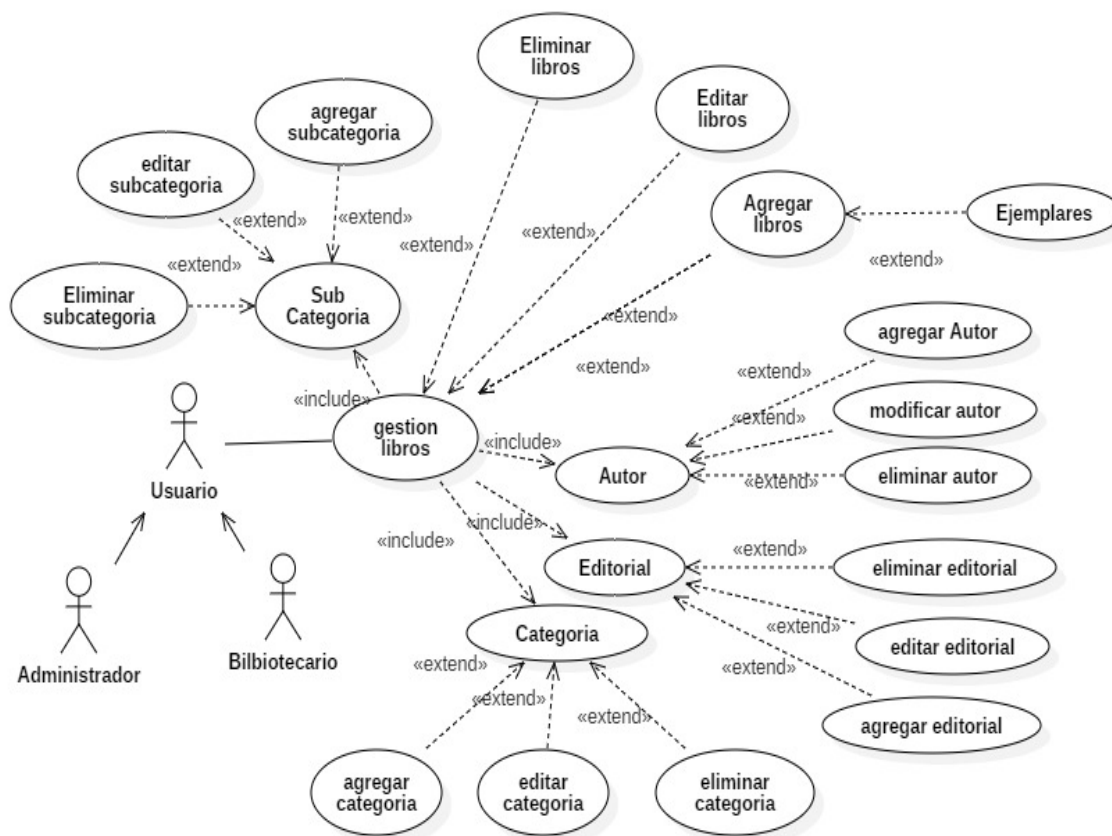 Eliminar
libros
Editar
libros
agregar
subcategoria
editar
subcategoria
Agregar
libros
Ejemplares
«extend»
«extend»
«extend»
«extend»
«extend»
«extend»
Eliminar
subcategoria
Sub
Categoria
«extend»
agregar Autor
«extend»
«extend»
«include»
modificar autor
«extend»
gestion
libros
«include»
Autor
eliminar autor
«extend»
Usuario
«include»
«include»
Editorial
«extend»
eliminar editorial
Categoria
«extend»
editar editorial
Administrador
Bilbiotecario
«extend»
«extend»
«extend»
«extend»
agregar editorial
agregar
categoria
editar
categoria
eliminar
categoria